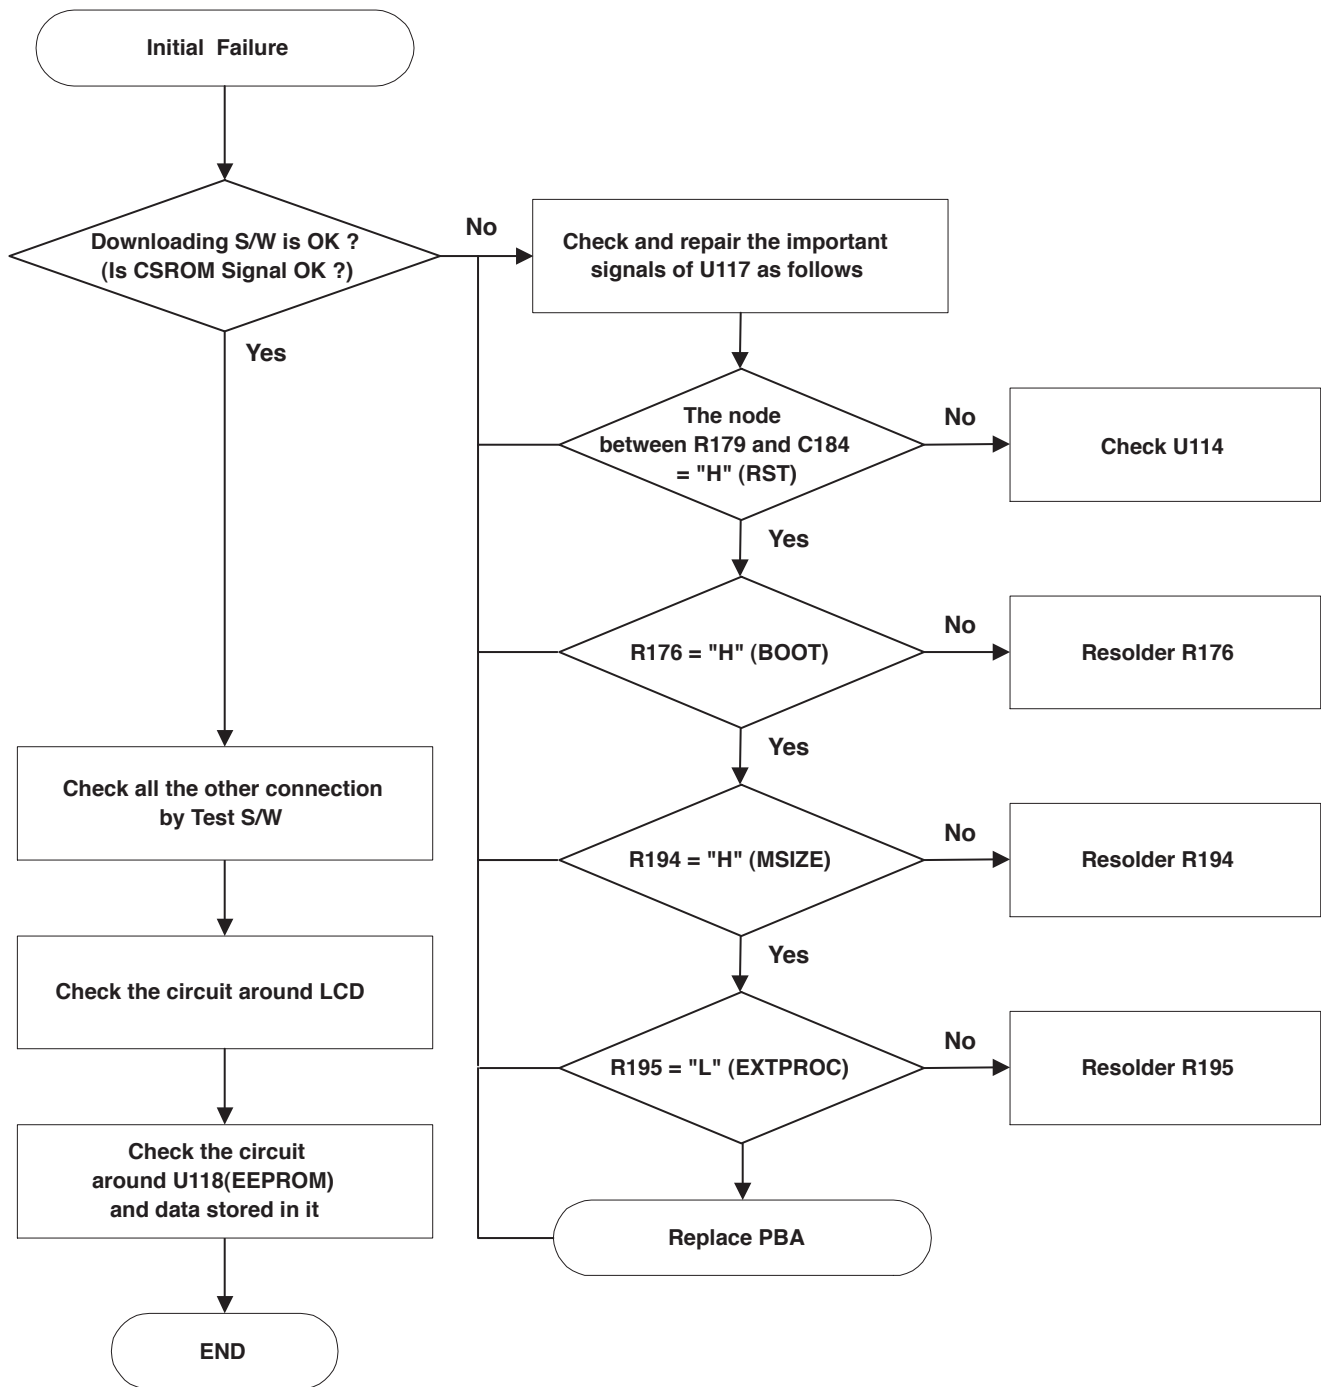 Initial Failure
Downloading S/W is OK ?
(Is CSROM Signal OK ?)
No
Yes
Check and repair the important
signals of U117 as follows
The node
between R179 and C184
= "H" (RST)
No
Check U114
Yes
R176 = "H" (BOOT)
No
Resolder R176
Yes
R194 = "H" (MSIZE)
No
Resolder R194
Yes
R195 = "L" (EXTPROC)
No
Resolder R195
Replace PBA
Check all the other connection
by Test S/W
Check the circuit around LCD
Check the circuit
around U118(EEPROM)
and data stored in it
END